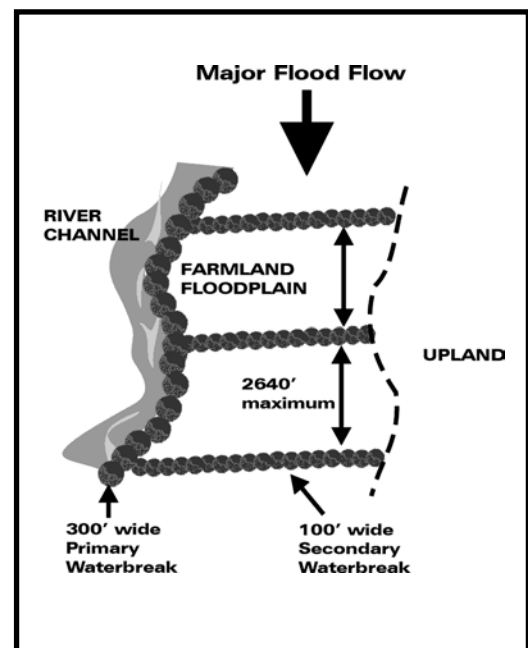 Major Flood Flow
RIVER
CHANNEL
FARMLAND
FLOODPLAIN
UPLAND
2640’
maximum
300’ wide
Primary
Waterbreak
100’ wide
Secondary
Waterbreak